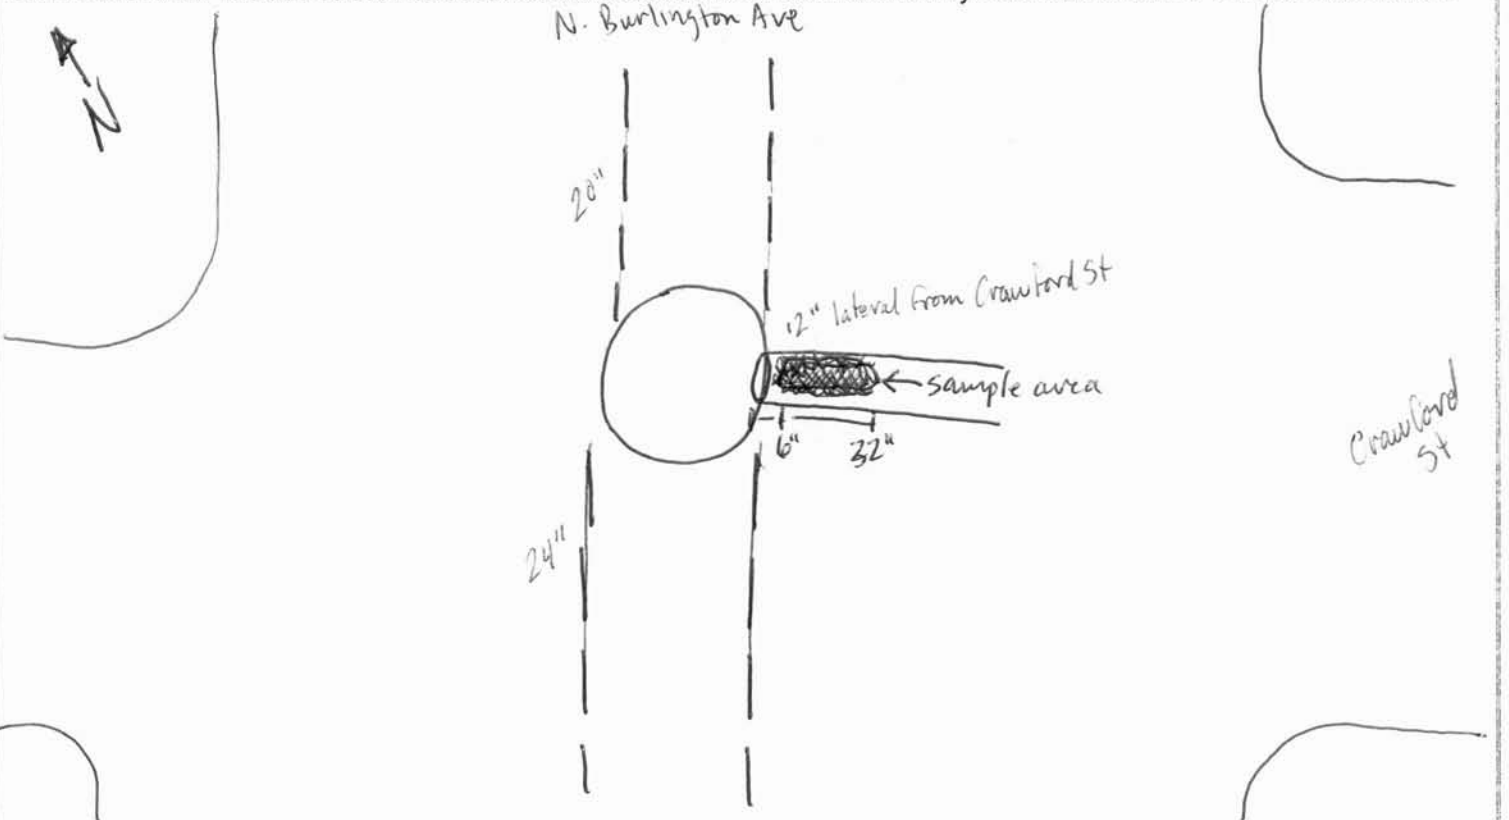 N. Burlington Ave
N
20"
12" lateral from Crawford St
sample area
6"
32"
Crawford
St
24"